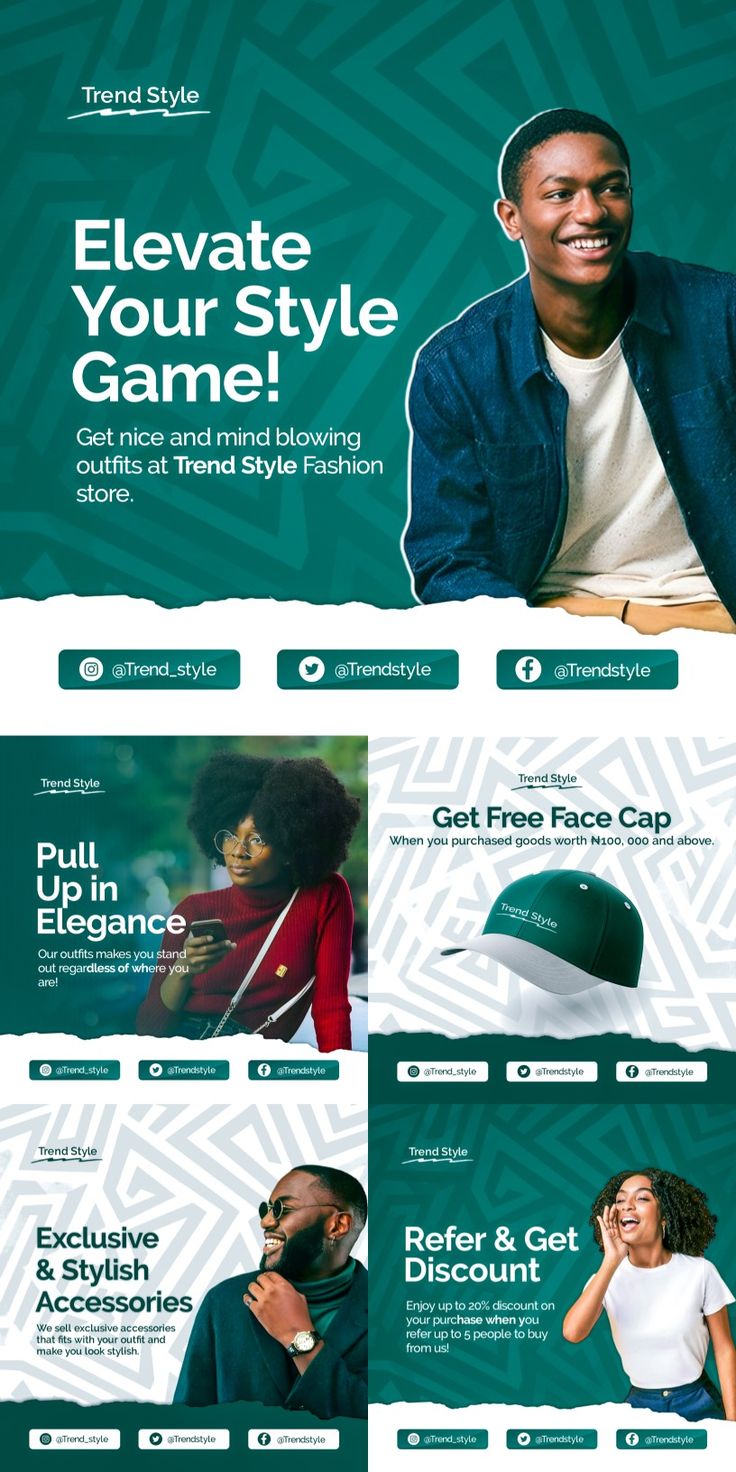 Trend Style
Elevate
Your Style
Game!
Get nice and mind blowing
outfits at Trend Style Fashion
store.
@Trend_style
@Trendstyle
@Trendstyle
Trend Style
Pull
Up in
Elegance
Our outfits makes you stand
out regardless of where you
are!
@Trend_style
@Trendstyle
@Trendstyle
Trend Style
Get Free Face Cap
When you purchased goods worth ₦100, 000 and above.
Trend Style
@Trend_style
@Trendstyle
@Trendstyle
Trend Style
Exclusive
& Stylish
Accessories
We sell exclusive accessories
that fits with your outfit and
make you look stylish.
@Trend_style
@Trendstyle
@Trendstyle
Trend Style
Refer & Get
Discount
Enjoy up to 20% discount on
your purchase when you
refer up to 5 people to buy
from us!
@Trend_style
@Trendstyle
@Trendstyle